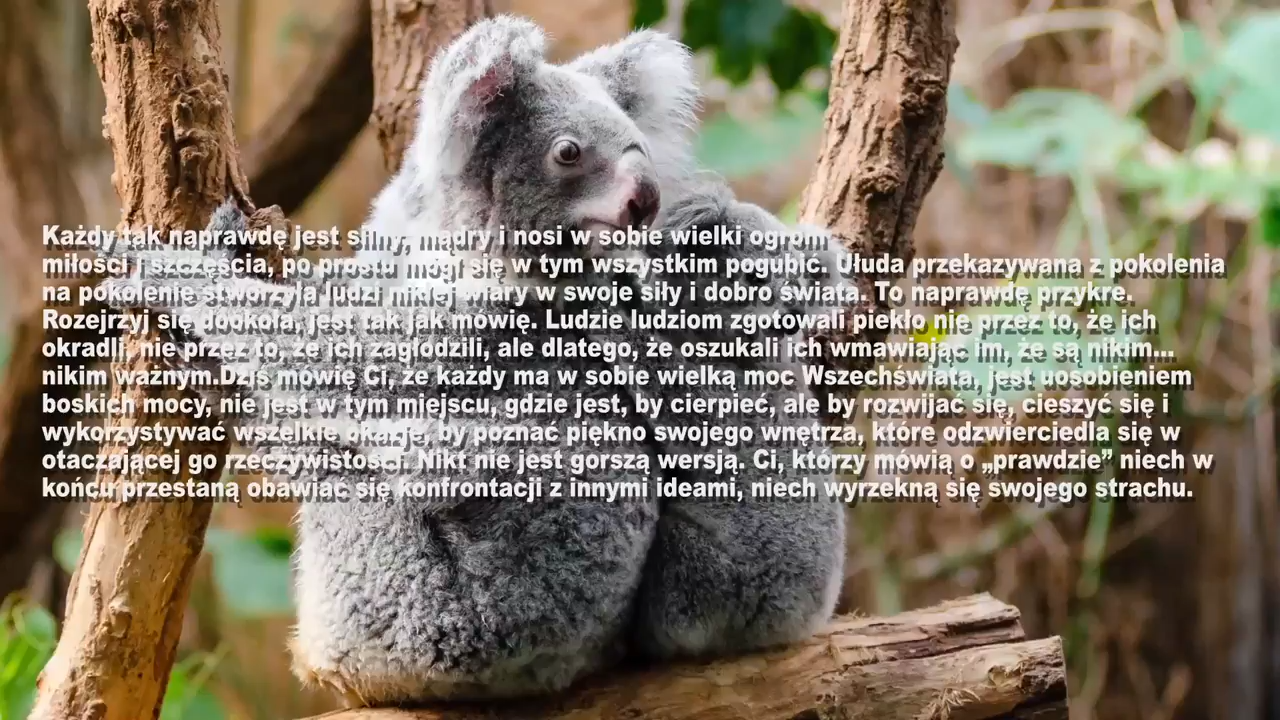 Każdy tak naprawdę jest silny, mądry i nosi w sobie wielki ogrom
miłości i szczęścia, po prostu mógł się w tym wszystkim pogubić. Ułuda przekazywana z pokolenia
na pokolenie stworzyła ludzi małej wiary w swoje siły i dobro świata. To naprawdę przykre.
Rozejrzyj się dookoła, jest tak jak mówię. Ludzie ludziom zgotowali piekło nie przez to, że ich
okradli, nie przez to, że ich zagłodzili, ale dlatego, że oszukali ich wmawiając im, że są nikim...
nikim ważnym.Dziś mówię Ci, że każdy ma w sobie wielką moc Wszechświata, jest uosobieniem
boskich mocy, nie jest w tym miejscu, gdzie jest, by cierpieć, ale by rozwijać się, cieszyć się i
wykorzystywać wszelkie okazje, by poznać piękno swojego wnętrza, które odzwierciedla się w
otaczającej go rzeczywistości. Nikt nie jest gorszą wersją. Ci, którzy mówią o „prawdzie” niech w
końcu przestaną obawiać się konfrontacji z innymi ideami, niech wyrzekną się swojego strachu.